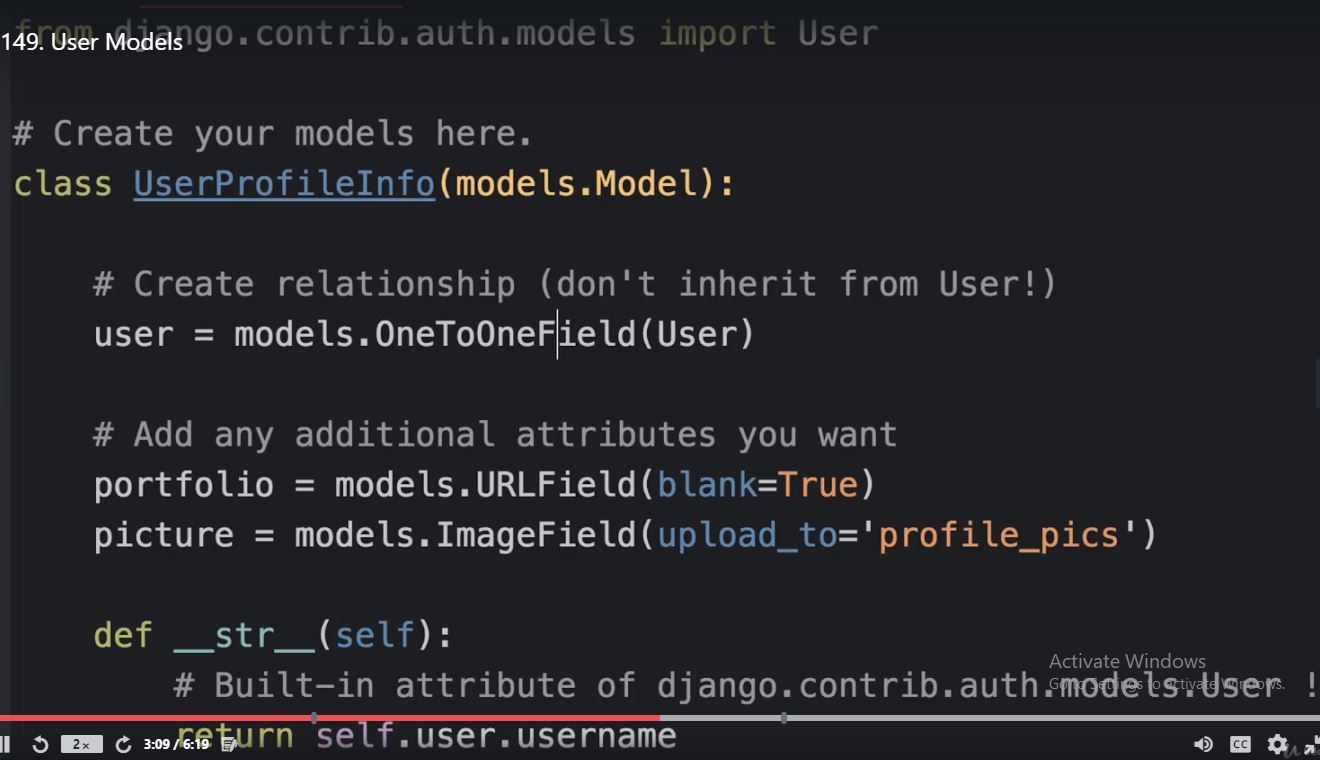 from django.contrib.auth.models import User
149. User Models
# Create your models here.
class UserProfileInfo(models.Model):
# Create relationship (don't inherit from User!)
user = models.OneToOneField(User)
# Add any additional attributes you want
portfolio = models.URLField(blank=True)
picture = models.ImageField(upload_to='profile_pics')
def __str__(self):
Activate Windows
# Built-in attribute of django.contrib.auth.models.User !
Go to Settings to activate Windows.
return self.user.username
2x
3:09 / 6:19
CC